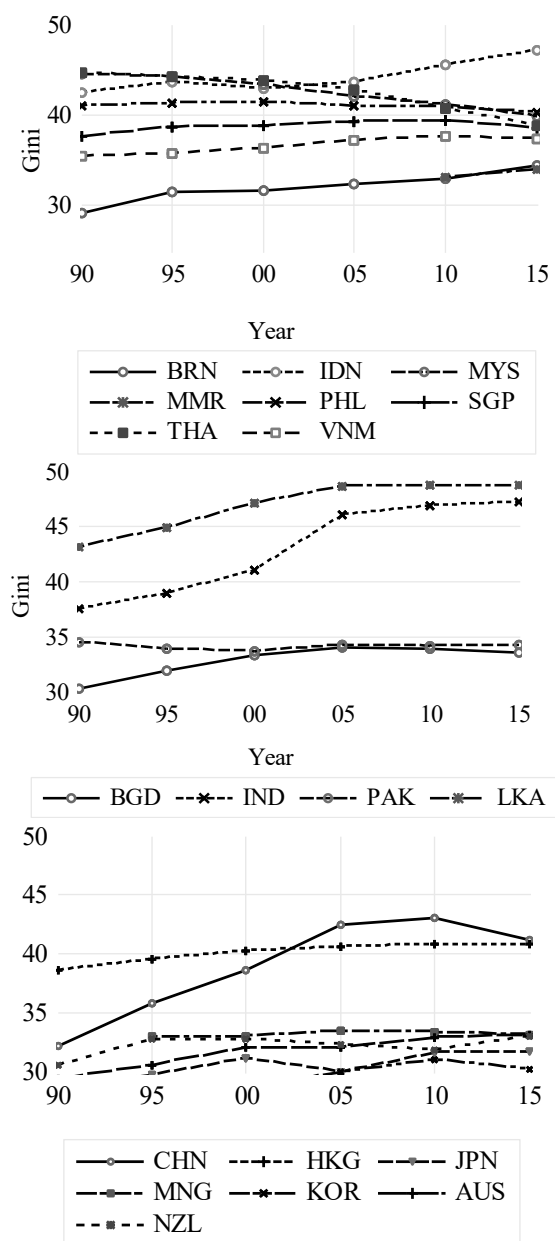 50
40
30
Gini
90 95 00 05 10 15
Year
BRN IDN MYS
MMR PHL SGP
THA VNM
50
45
40
35
30
Gini
90 95 00 05 10 15
Year
BGD IND PAK LKA
50
45
40
35
30
90 95 00 05 10 15
CHN HKG JPN
MNG KOR AUS
NZL